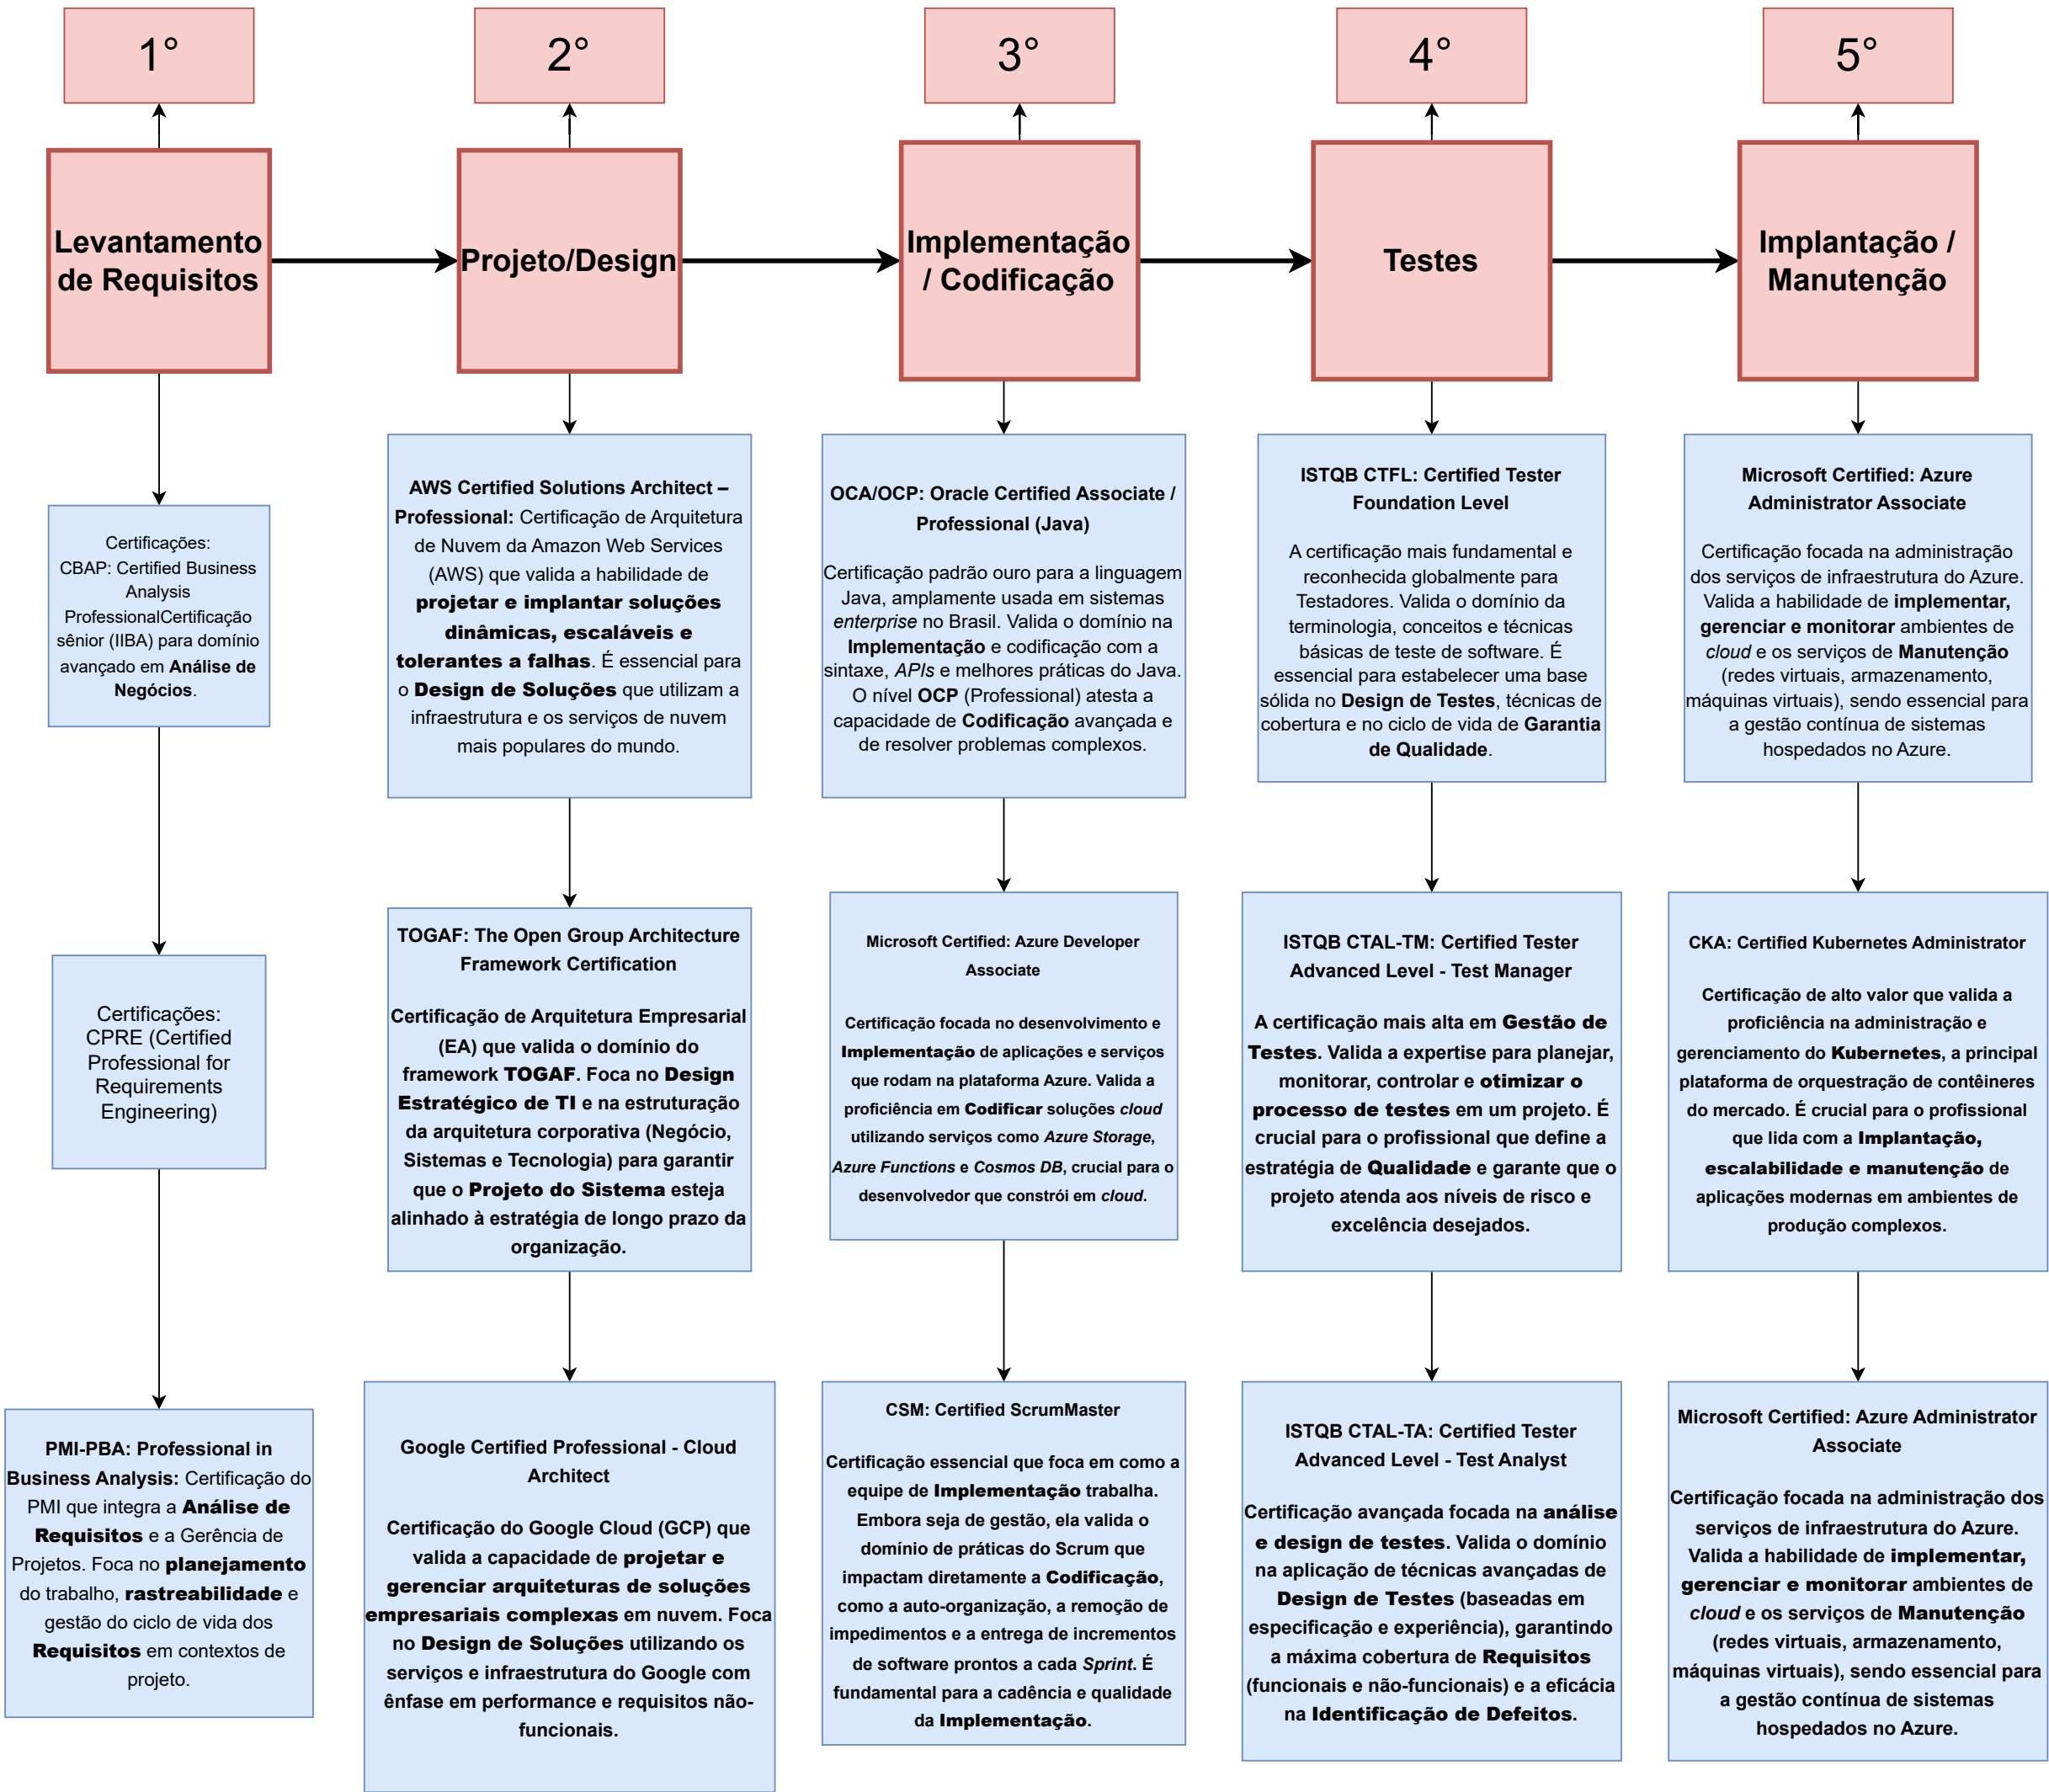 1°
2°
3°
4°
5°
Levantamento
de Requisitos
Projeto/Design
Implementação
/ Codificação
Testes
Implantação /
Manutenção
Certificações:
CBAP: Certified Business
Analysis
ProfessionalCertificação
sênior (IIBA) para domínio
avançado em Análise de
Negócios.
Certificações:
CPRE (Certified
Professional for
Requirements
Engineering)
PMI-PBA: Professional in
Business Analysis: Certificação do
PMI que integra a Análise de
Requisitos e a Gerência de
Projetos. Foca no planejamento
do trabalho, rastreabilidade e
gestão do ciclo de vida dos
Requisitos em contextos de
projeto.
AWS Certified Solutions Architect –
Professional: Certificação de Arquitetura
de Nuvem da Amazon Web Services
(AWS) que valida a habilidade de
projetar e implantar soluções
dinâmicas, escaláveis e
tolerantes a falhas. É essencial para
o Design de Soluções que utilizam a
infraestrutura e os serviços de nuvem
mais populares do mundo.
TOGAF: The Open Group Architecture
Framework Certification
Certificação de Arquitetura Empresarial
(EA) que valida o domínio do
framework TOGAF. Foca no Design
Estratégico de TI e na estruturação
da arquitetura corporativa (Negócio,
Sistemas e Tecnologia) para garantir
que o Projeto do Sistema esteja
alinhado à estratégia de longo prazo da
organização.
Google Certified Professional - Cloud
Architect
Certificação do Google Cloud (GCP) que
valida a capacidade de projetar e
gerenciar arquiteturas de soluções
empresariais complexas em nuvem. Foca
no Design de Soluções utilizando os
serviços e infraestrutura do Google com
ênfase em performance e requisitos não-
funcionais.
OCA/OCP: Oracle Certified Associate /
Professional (Java)
Certificação padrão ouro para a linguagem
Java, amplamente usada em sistemas
enterprise no Brasil. Valida o domínio na
Implementação e codificação com a
sintaxe, APIs e melhores práticas do Java.
O nível OCP (Professional) atesta a
capacidade de Codificação avançada e
de resolver problemas complexos.
Microsoft Certified: Azure Developer
Associate
Certificação focada no desenvolvimento e
Implementação de aplicações e serviços
que rodam na plataforma Azure. Valida a
proficiência em Codificar soluções cloud
utilizando serviços como Azure Storage,
Azure Functions e Cosmos DB, crucial para o
desenvolvedor que constrói em cloud.
CSM: Certified ScrumMaster
Certificação essencial que foca em como a
equipe de Implementação trabalha.
Embora seja de gestão, ela valida o
domínio de práticas do Scrum que
impactam diretamente a Codificação,
como a auto-organização, a remoção de
impedimentos e a entrega de incrementos
de software prontos a cada Sprint. É
fundamental para a cadência e qualidade
da Implementação.
ISTQB CTFL: Certified Tester
Foundation Level
A certificação mais fundamental e
reconhecida globalmente para
Testadores. Valida o domínio da
terminologia, conceitos e técnicas
básicas de teste de software. É
essencial para estabelecer uma base
sólida no Design de Testes, técnicas de
cobertura e no ciclo de vida de Garantia
de Qualidade.
ISTQB CTAL-TM: Certified Tester
Advanced Level - Test Manager
A certificação mais alta em Gestão de
Testes. Valida a expertise para planejar,
monitorar, controlar e otimizar o
processo de testes em um projeto. É
crucial para o profissional que define a
estratégia de Qualidade e garante que o
projeto atenda aos níveis de risco e
excelência desejados.
ISTQB CTAL-TA: Certified Tester
Advanced Level - Test Analyst
Certificação avançada focada na análise
e design de testes. Valida o domínio
na aplicação de técnicas avançadas de
Design de Testes (baseadas em
especificação e experiência), garantindo
a máxima cobertura de Requisitos
(funcionais e não-funcionais) e a eficácia
na Identificação de Defeitos.
Microsoft Certified: Azure
Administrator Associate
Certificação focada na administração
dos serviços de infraestrutura do Azure.
Valida a habilidade de implementar,
gerenciar e monitorar ambientes de
cloud e os serviços de Manutenção
(redes virtuais, armazenamento,
máquinas virtuais), sendo essencial para
a gestão contínua de sistemas
hospedados no Azure.
CKA: Certified Kubernetes Administrator
Certificação de alto valor que valida a
proficiência na administração e
gerenciamento do Kubernetes, a principal
plataforma de orquestração de contêineres
do mercado. É crucial para o profissional
que lida com a Implantação,
escalabilidade e manutenção de
aplicações modernas em ambientes de
produção complexos.
Microsoft Certified: Azure Administrator
Associate
Certificação focada na administração dos
serviços de infraestrutura do Azure.
Valida a habilidade de implementar,
gerenciar e monitorar ambientes de
cloud e os serviços de Manutenção
(redes virtuais, armazenamento,
máquinas virtuais), sendo essencial para
a gestão contínua de sistemas
hospedados no Azure.